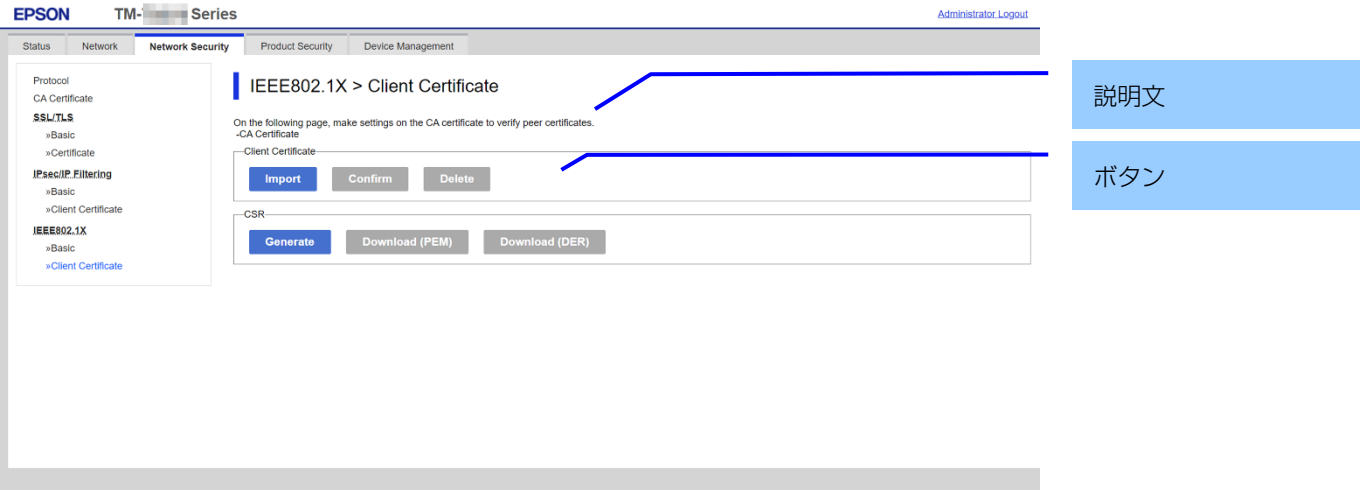 EPSON TM- Series Administrator Logout
Status Network Network Security Product Security Device Management
Protocol
CA Certificate
SSL/TLS
»Basic
»Certificate
IPsec/IP Filtering
»Basic
»Client Certificate
IEEE802.1X
»Basic
»Client Certificate
IEEE802.1X > Client Certificate
On the following page, make settings on the CA certificate to verify peer certificates.
-CA Certificate
Client Certificate
Import Confirm Delete
CSR
Generate Download (PEM) Download (DER)
説明文
ボタン